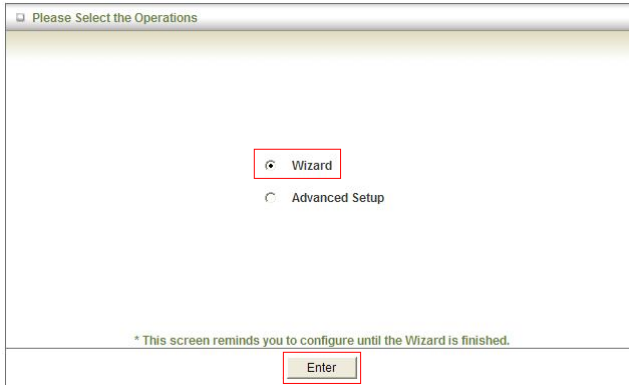 Please Select the Operations
Wizard
Advanced Setup
* This screen reminds you to configure until the Wizard is finished.
Enter